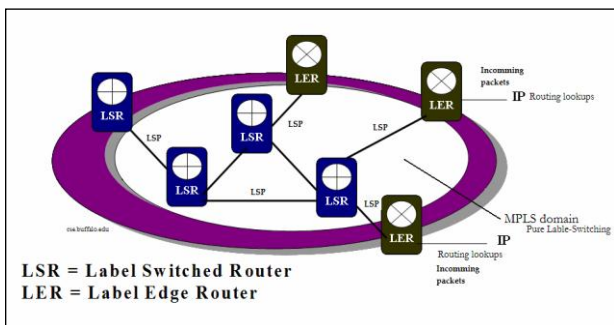 LER
Incomming
packets
IP Routing lookups
LER
LSR
LSR
LSP
LSP
LSP
LSR
LSP
LSR
LSP
MPLS domain
Pure Lable-Switching
LER
IP
Routing lookups
Incomming
packets
cse.buffalo.edu
LSR = Label Switched Router
LER = Label Edge Router